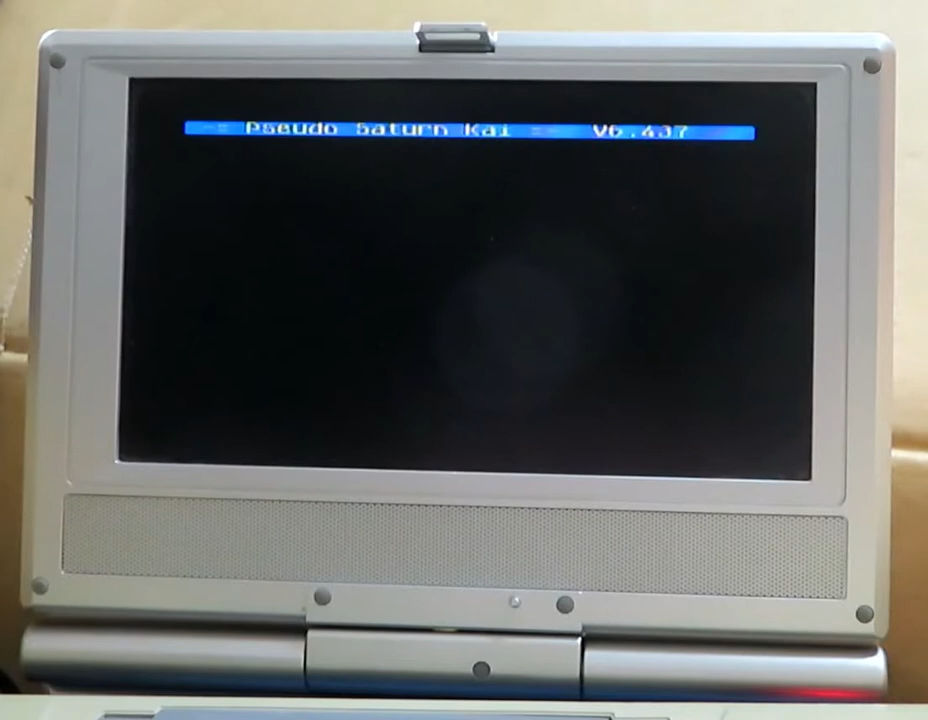 -= Pseudo Saturn Kai =- V6.437